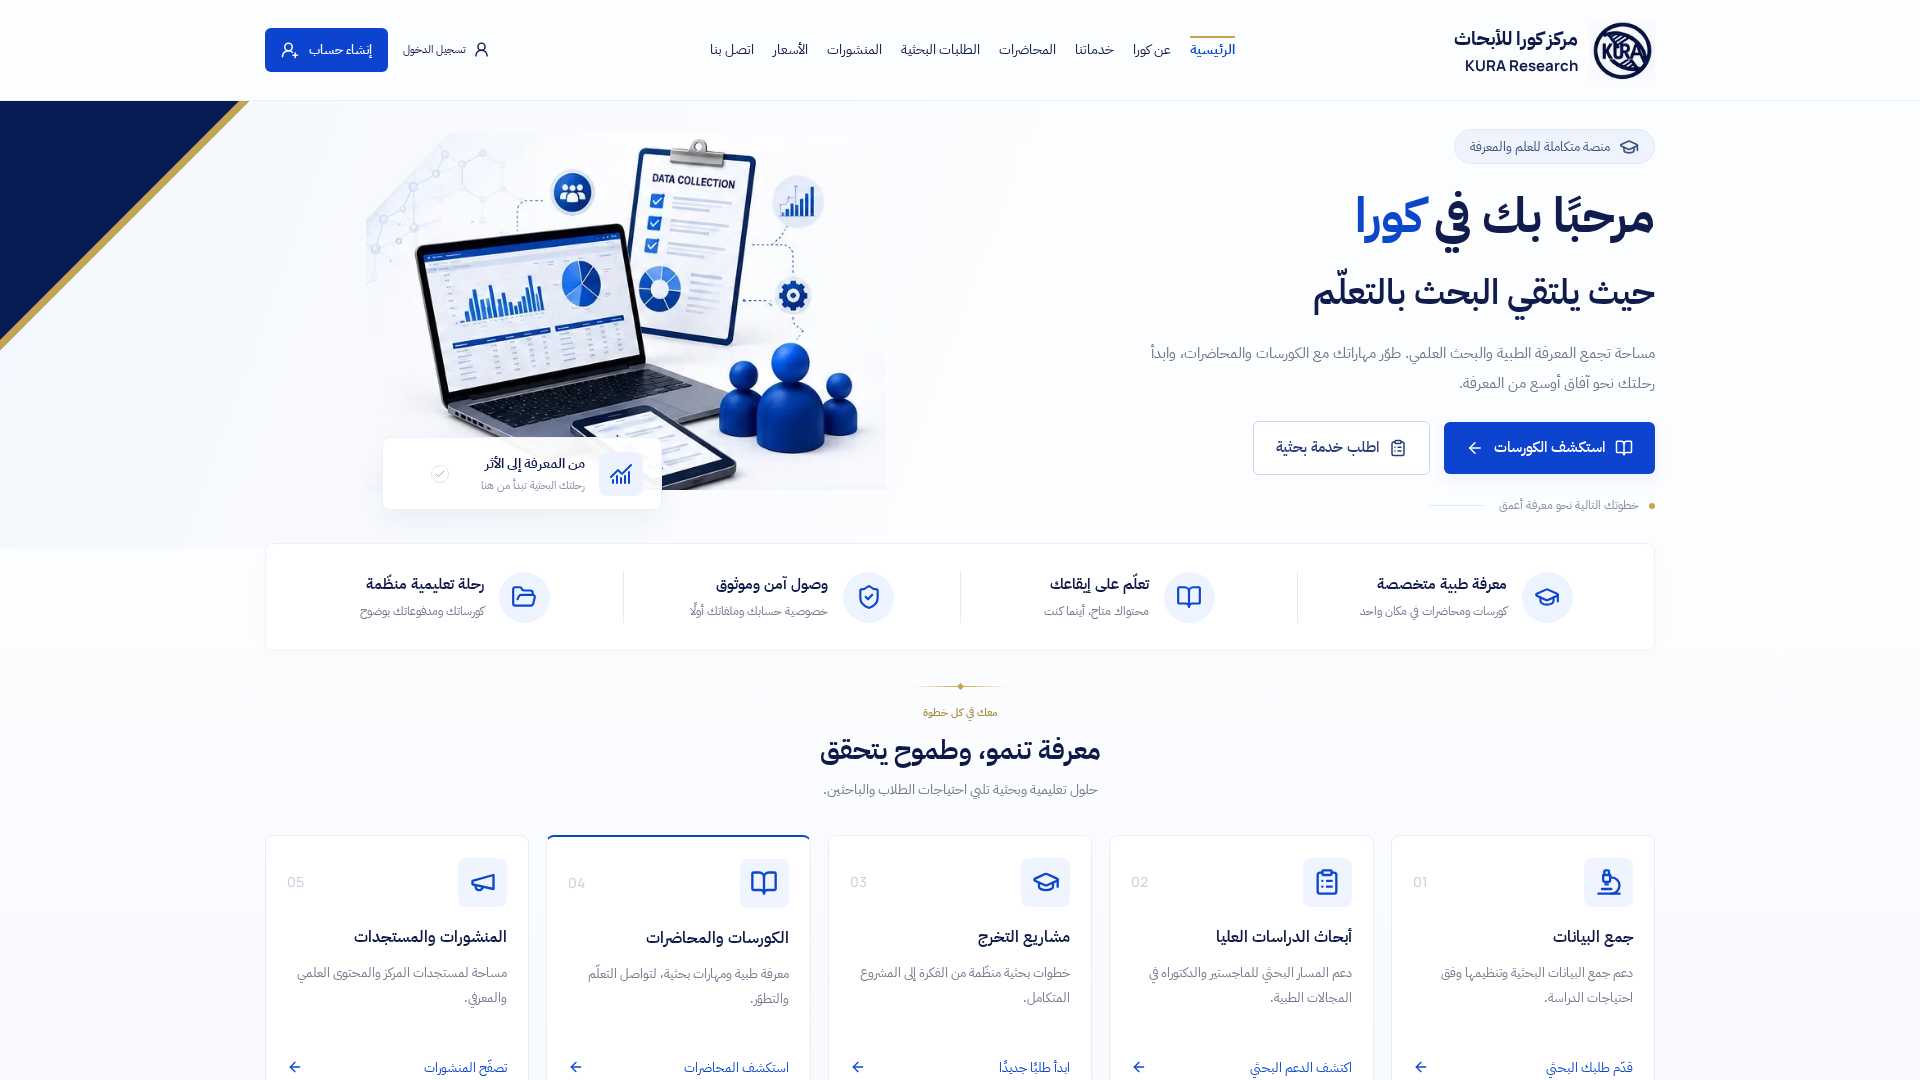 مركز كورا للأبحاث
KURA Research
KURA
الرئيسية
عن كورا
خدماتنا
المحاضرات
الطلبات البحثية
المنشورات
الأسعار
اتصل بنا
تسجيل الدخول
إنشاء حساب
منصة متكاملة للعلم والمعرفة
مرحبًا بك في كورا
حيث يلتقي البحث بالتعلّم
مساحة تجمع المعرفة الطبية والبحث العلمي. طوّر مهاراتك مع الكورسات والمحاضرات، وابدأ
رحلتك نحو آفاق أوسع من المعرفة.
استكشف الكورسات
اطلب خدمة بحثية
خطوتك التالية نحو معرفة أعمق
DATA COLLECTION
من المعرفة إلى الأثر
رحلتك البحثية تبدأ من هنا
معرفة طبية متخصصة
كورسات ومحاضرات في مكان واحد
تعلّم على إيقاعك
محتواك متاح، أينما كنت
وصول آمن وموثوق
خصوصية حسابك وملفاتك أولًا
رحلة تعليمية منظّمة
كورساتك ومدفوعاتك بوضوح
معك في كل خطوة
معرفة تنمو، وطموح يتحقق
حلول تعليمية وبحثية تلبي احتياجات الطلاب والباحثين.
01
جمع البيانات
دعم جمع البيانات البحثية وتنظيمها وفق
احتياجات الدراسة.
قدّم طلبك البحثي
02
أبحاث الدراسات العليا
دعم المسار البحثي للماجستير والدكتوراه في
المجالات الطبية.
اكتشف الدعم البحثي
03
مشاريع التخرج
خطوات بحثية منظّمة من الفكرة إلى المشروع
المتكامل.
ابدأ طلبًا جديدًا
04
الكورسات والمحاضرات
معرفة طبية ومهارات بحثية، لتواصل التعلّم
والتطوّر.
استكشف المحاضرات
05
المنشورات والمستجدات
مساحة لمستجدات المركز والمحتوى العلمي
والمعرفي.
تصفّح المنشورات